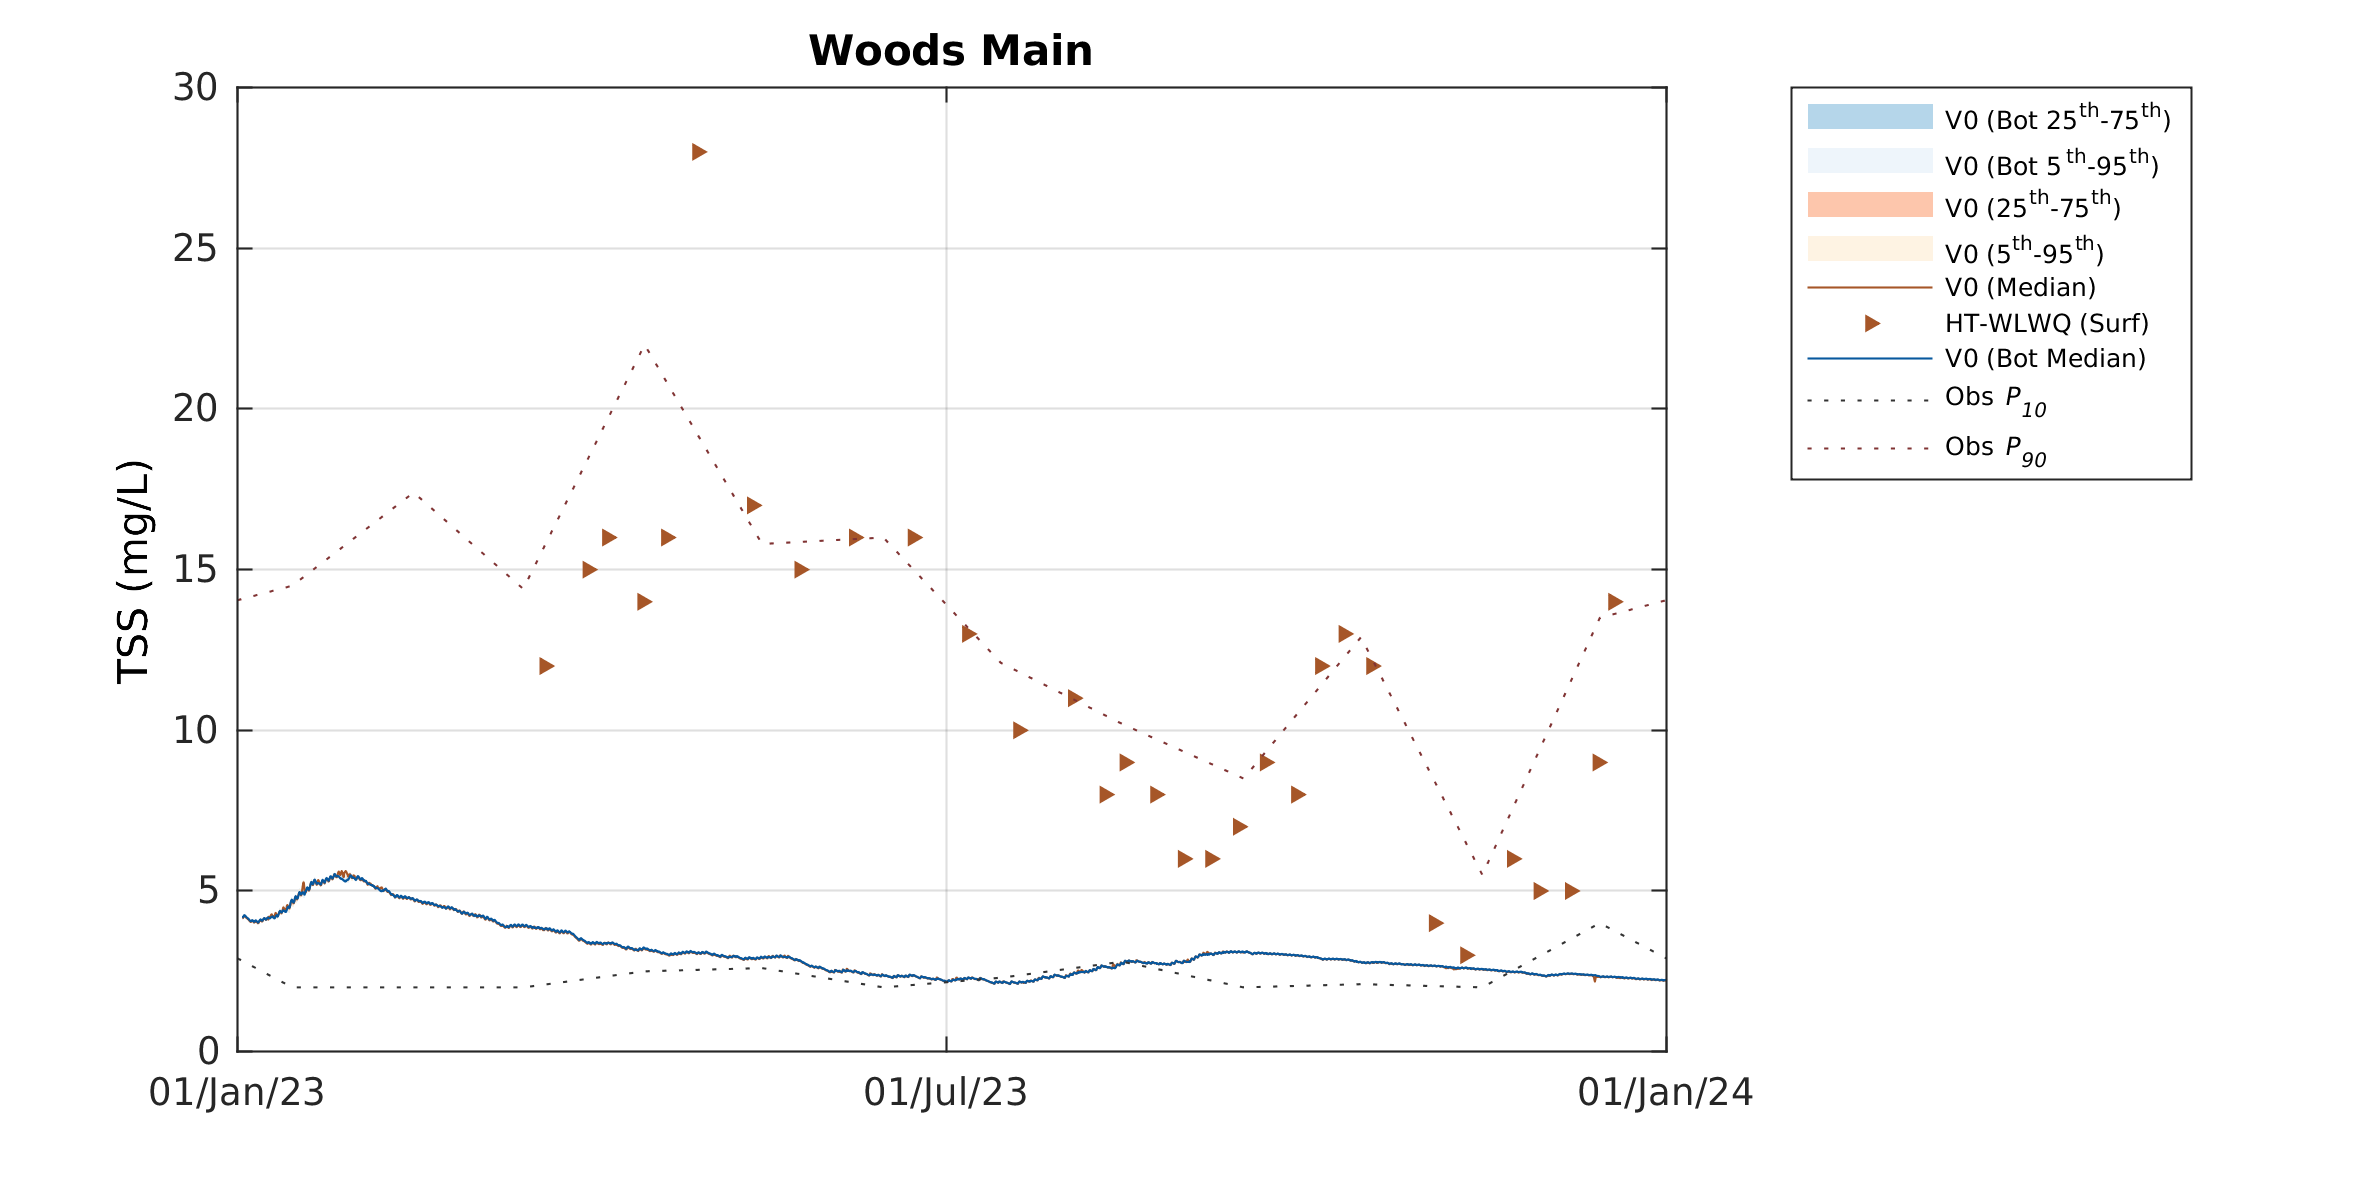 Woods Main
TSS (mg/L)
30
25
20
15
10
5
0
01/Jan/23
01/Jul/23
01/Jan/24
V0 (Bot 25th-75th)
V0 (Bot 5th-95th)
V0 (25th-75th)
V0 (5th-95th)
V0 (Median)
HT-WLWQ (Surf)
V0 (Bot Median)
Obs P10
Obs P90